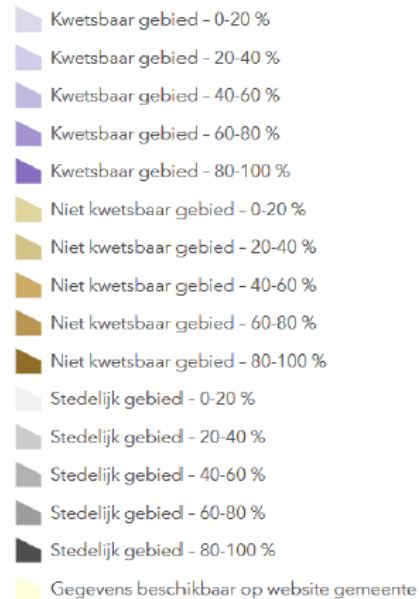 Kwetsbaar gebied - 0-20 %
Kwetsbaar gebied - 20-40 %
Kwetsbaar gebied - 40-60 %
Kwetsbaar gebied - 60-80 %
Kwetsbaar gebied - 80-100 %
Niet kwetsbaar gebied - 0-20 %
Niet kwetsbaar gebied - 20-40 %
Niet kwetsbaar gebied - 40-60 %
Niet kwetsbaar gebied - 60-80 %
Niet kwetsbaar gebied - 80-100 %
Stedelijk gebied - 0-20 %
Stedelijk gebied - 20-40 %
Stedelijk gebied - 40-60 %
Stedelijk gebied - 60-80 %
Stedelijk gebied - 80-100 %
Gegevens beschikbaar op website gemeente